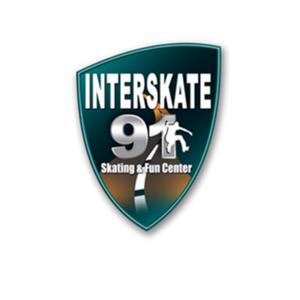 INTERSKATE
91
Skating & Fun Center